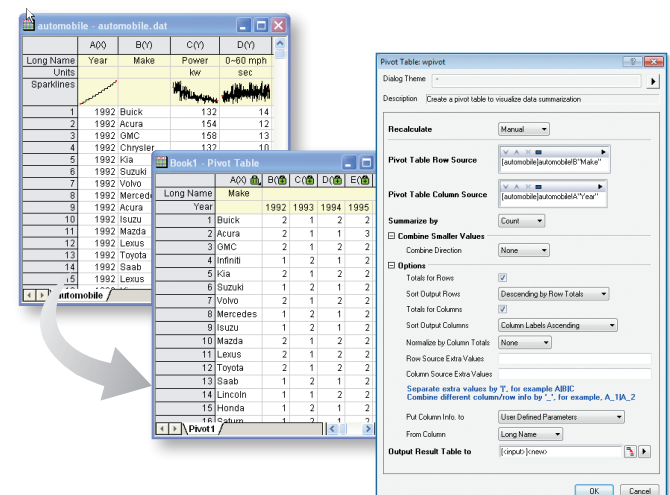 automobile - automobile.dat
A(X) B(Y) C(Y) D(Y)
Long Name Year Make Power 0~60 mph
Units kw sec
Sparklines
1 1992 Buick 132 14
2 1992 Acura 154 12
3 1992 GMC 158 13
4 1992 Chrysler 132 10
5 1992 Kia
6 1992 Suzuki
7 1992 Volvo
8 1992 Mercede
9 1992 Acura
10 1992 Isuzu
11 1992 Mazda
12 1992 Lexus
13 1992 Toyota
14 1992 Saab
15 1992 Lexus
automobile
Book1 - Pivot Table
A(X) B(Y) C(Y) D(Y) E(Y)
Long Name Make
Year 1992 1993 1994 1995
1 Buick 2 1 2 2
2 Acura 2 1 1 3
3 GMC 2 1 2 2
4 Infiniti 1 2 1 2
5 Kia 2 1 2 2
6 Suzuki 1 2 1 2
7 Volvo 2 1 2 2
8 Mercedes 1 2 1 2
9 Isuzu 1 2 1 2
10 Mazda 2 1 2 2
11 Lexus 2 1 2 2
12 Toyota 2 1 2 2
13 Saab 1 2 1 2
14 Lincoln 1 2 1 2
15 Honda 1 2 1 2
16 Saturn 1 2 1 2
Pivot1
Pivot Table: wpivot
Dialog Theme -
Description Create a pivot table to visualize data summarization
Recalculate Manual
Pivot Table Row Source [automobile]automobile!B"Make"
Pivot Table Column Source [automobile]automobile!A"Year"
Summarize by Count
Combine Smaller Values
Combine Direction None
Options
Totals for Rows
Sort Output Rows Descending by Row Totals
Totals for Columns
Sort Output Columns Column Labels Ascending
Normalize by Column Totals None
Row Source Extra Values
Column Source Extra Values
Separate extra values by '|', for example A|B|C
Combine different column/row info by '_', for example, A_1|A_2
Put Column Info. to User Defined Parameters
From Column Long Name
Output Result Table to [<input>]<new>
OK Cancel